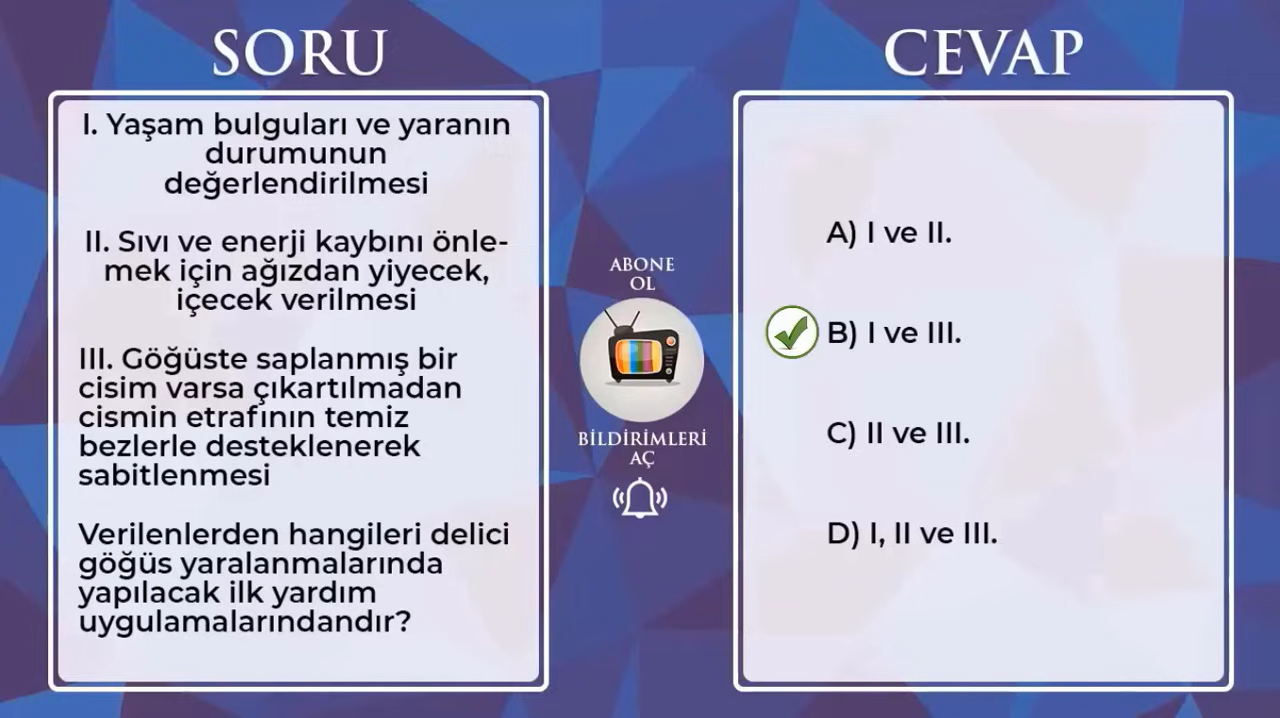 SORU
I. Yaşam bulguları ve yaranın
durumunun
değerlendirilmesi
II. Sıvı ve enerji kaybını önle-
mek için ağızdan yiyecek,
içecek verilmesi
III. Göğüste saplanmış bir
cisim varsa çıkartılmadan
cismin etrafının temiz
bezlerle desteklenerek
sabitlenmesi
Verilenlerden hangileri delici
göğüs yaralanmalarında
yapılacak ilk yardım
uygulamalarındandır?
ABONE
OL
BİLDİRİMLERİ
AÇ
CEVAP
A) I ve II.
B) I ve III.
C) II ve III.
D) I, II ve III.